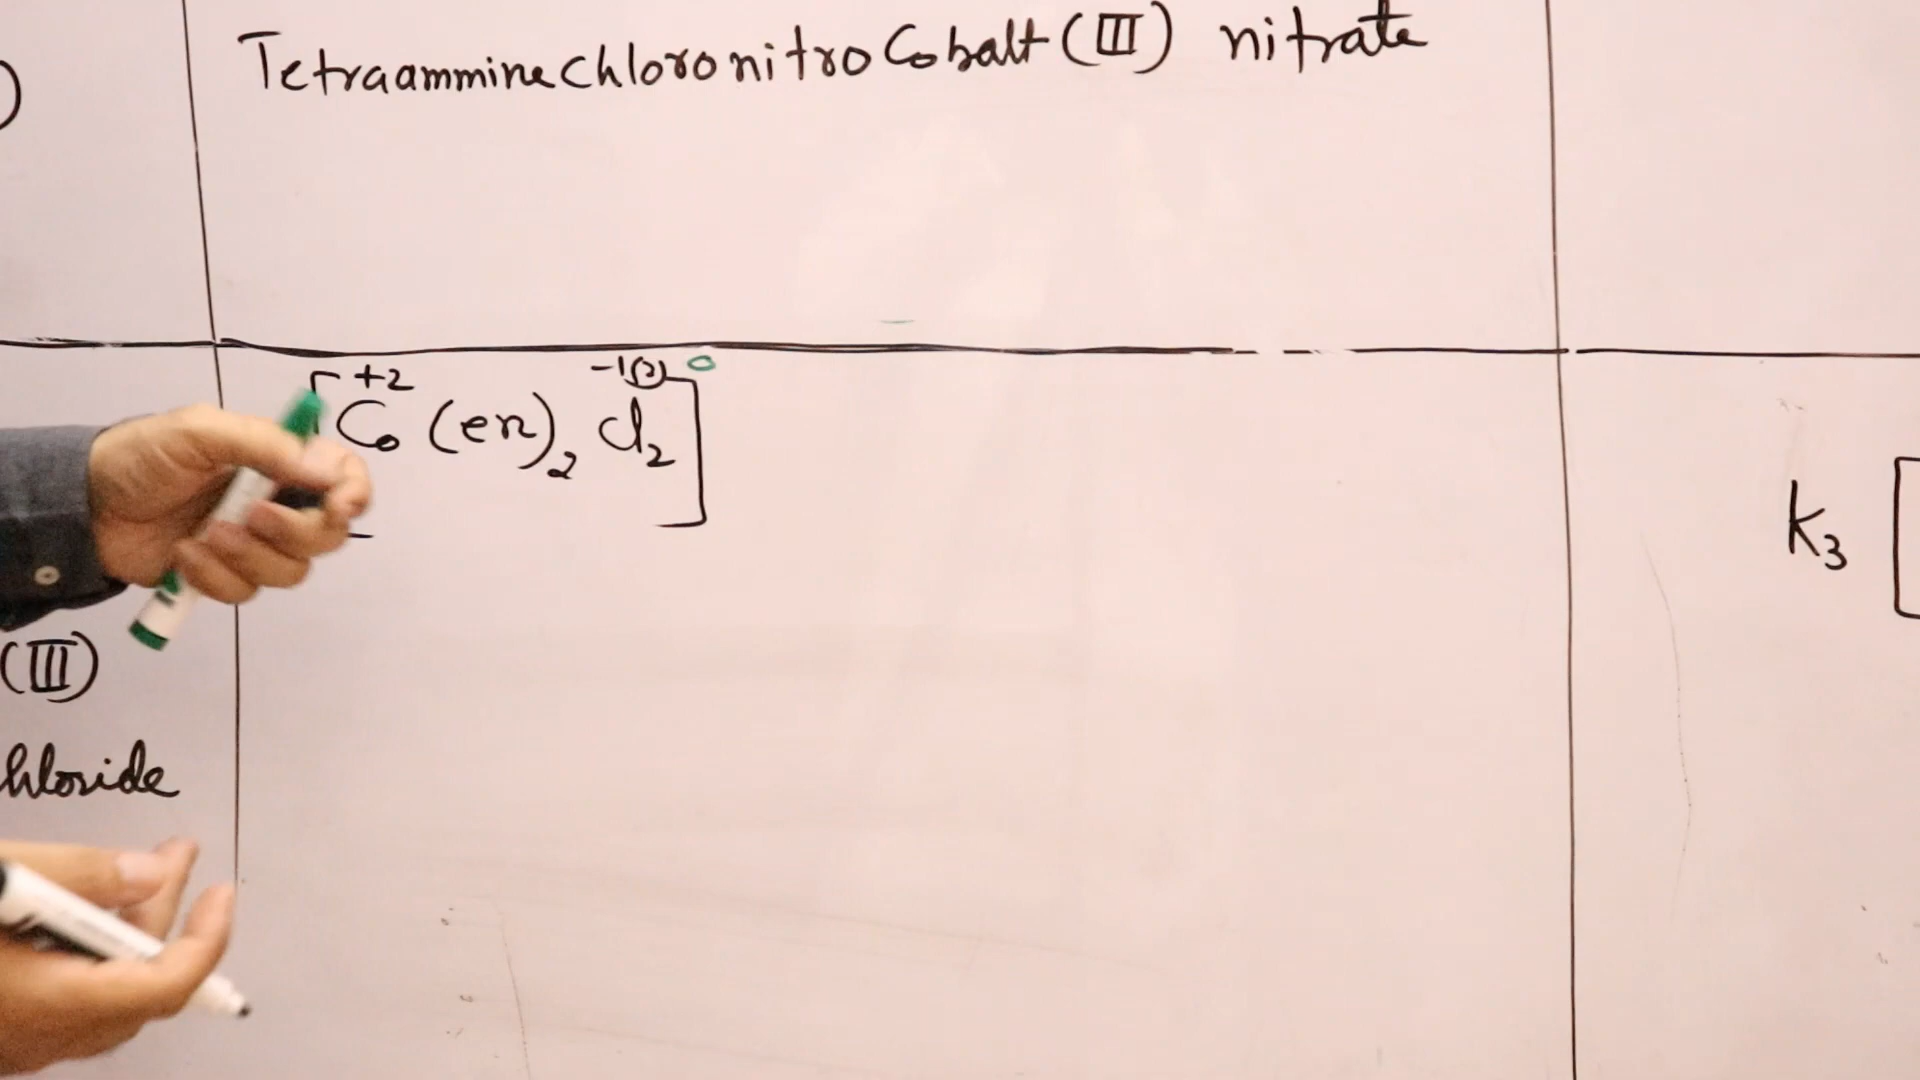 )
Tetraamminechloronitro Cobalt (III) nitrate
+2 -1(2) 0
[Co (en)2 Cl2]
K3 [
(III)
hloride